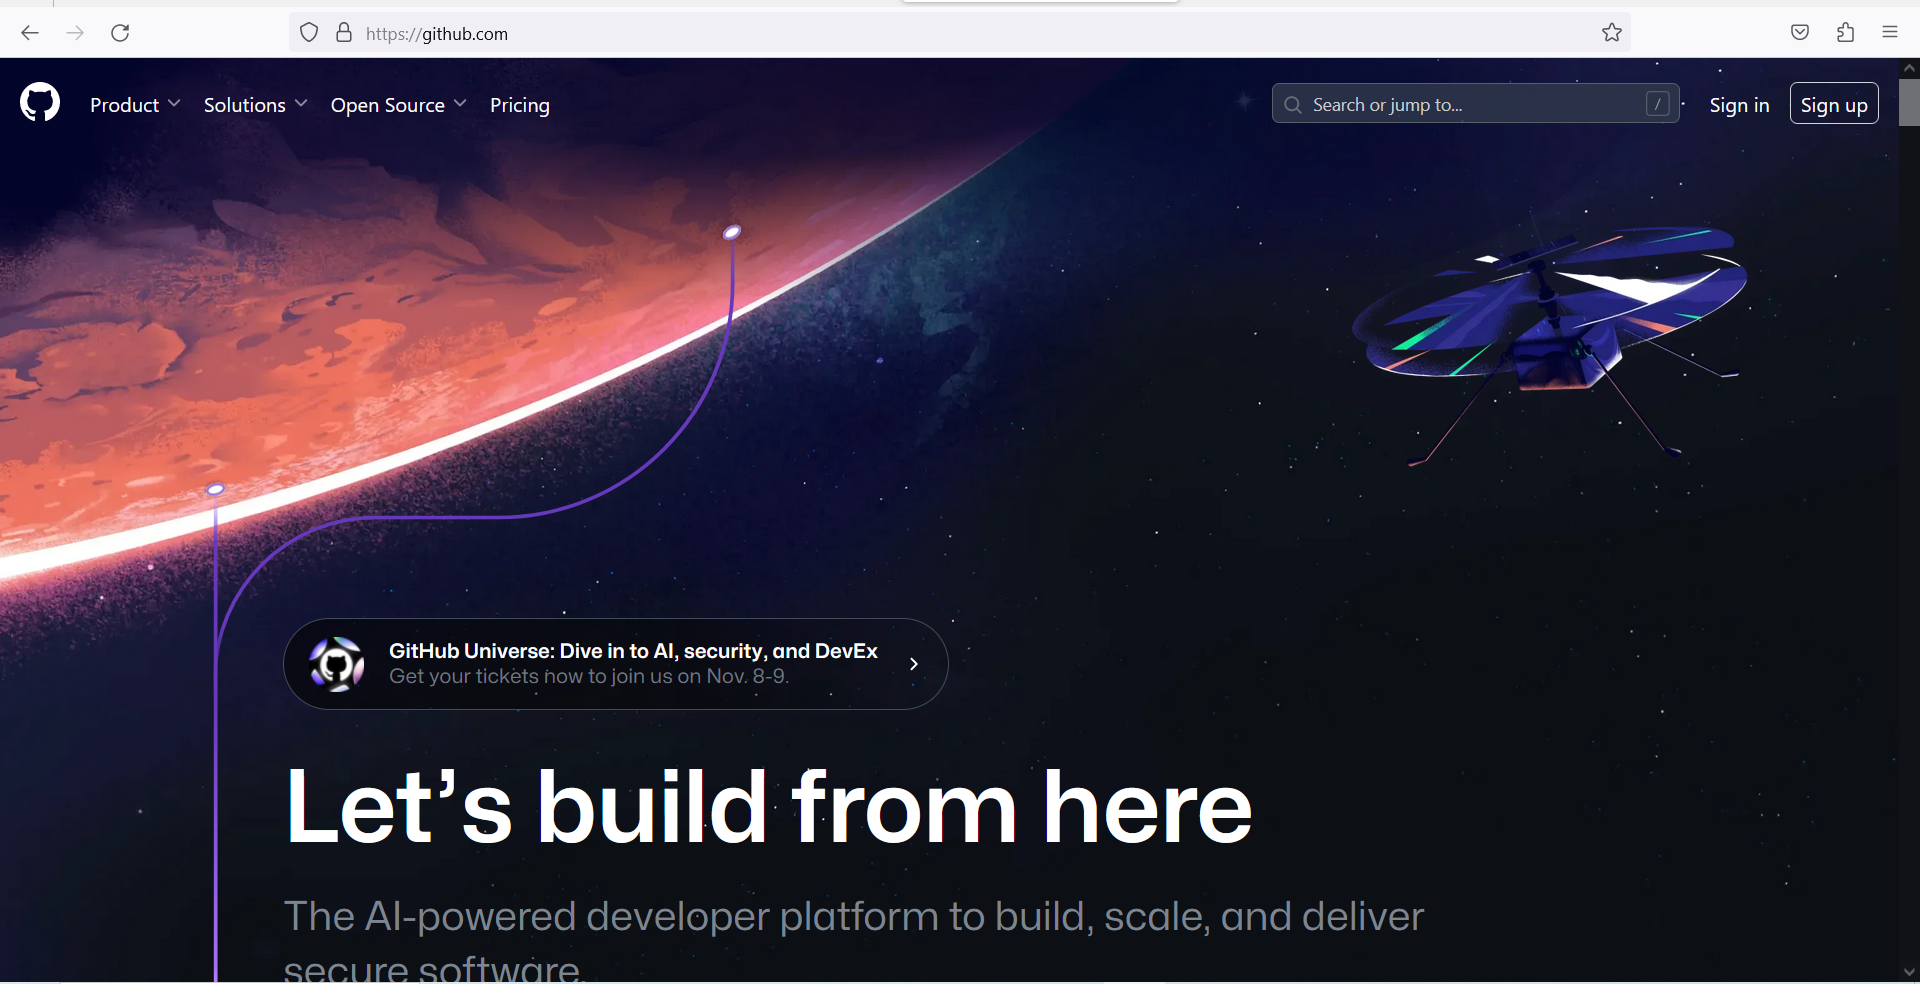 https://github.com
Product
Solutions
Open Source
Pricing
Search or jump to...
/
Sign in
Sign up
GitHub Universe: Dive in to AI, security, and DevEx
Get your tickets now to join us on Nov. 8-9.
Let’s build from here
The AI-powered developer platform to build, scale, and deliver
secure software.